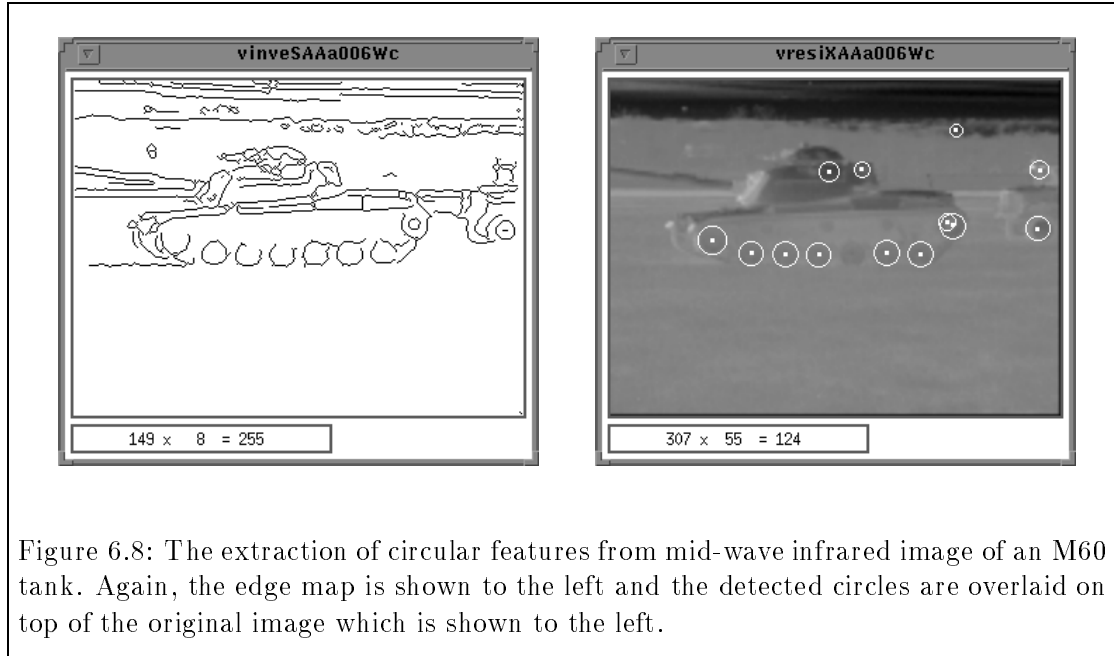 vinveSAAa006Wc
vresiXAAa006Wc
149 x 8 = 255
307 x 55 = 124
Figure 6.8: The extraction of circular features from mid-wave infrared image of an M60
tank. Again, the edge map is shown to the left and the detected circles are overlaid on
top of the original image which is shown to the left.